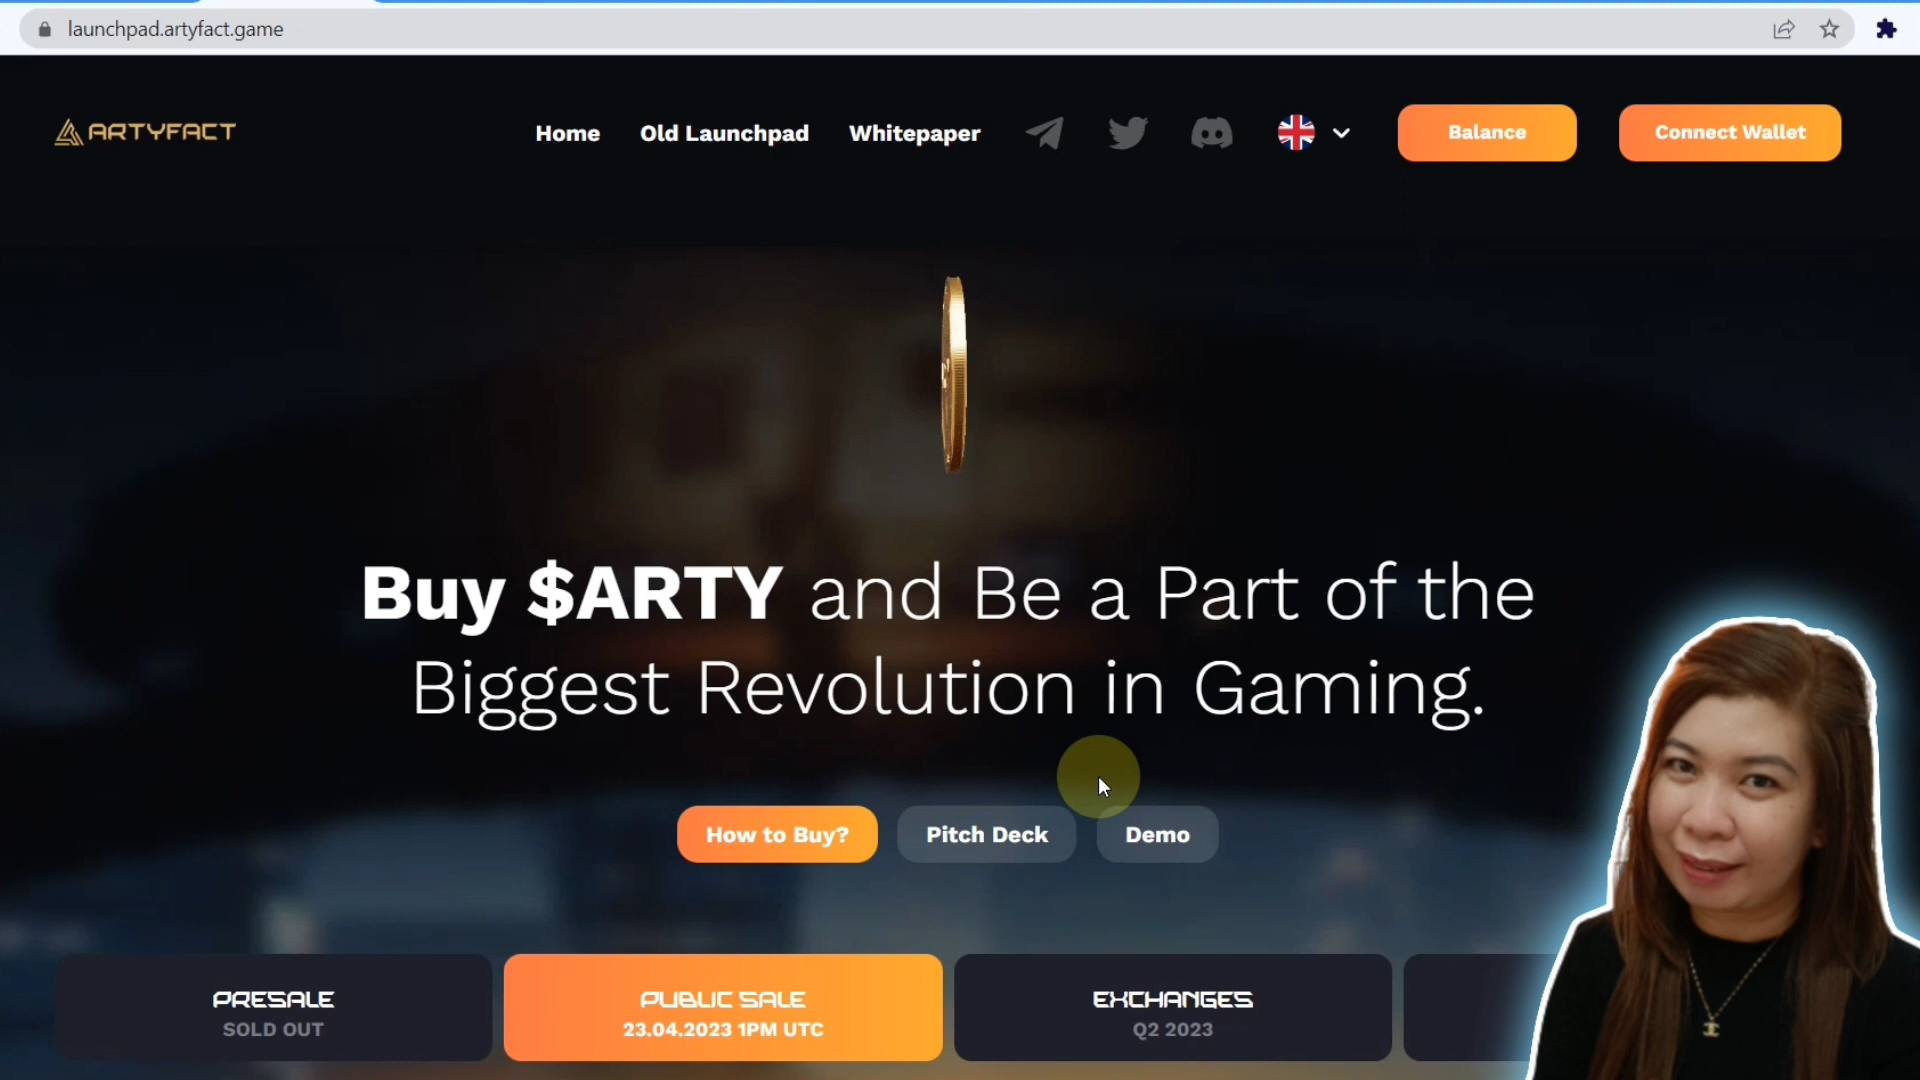 launchpad.artyfact.game
ARTYFACT
Home
Old Launchpad
Whitepaper
Balance
Connect Wallet
Buy $ARTY and Be a Part of the
Biggest Revolution in Gaming.
How to Buy?
Pitch Deck
Demo
PRESALE
SOLD OUT
PUBLIC SALE
23.04.2023 1PM UTC
EXCHANGES
Q2 2023